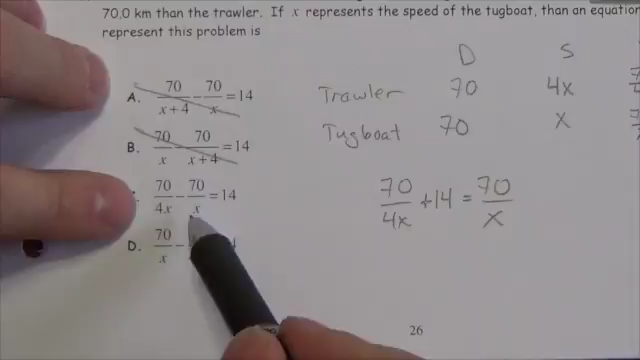 70.0 km than the trawler. If x represents the speed of the tugboat, than an equation
represent this problem is
D S
A. 70/(x+4) - 70/x = 14
Trawler 70 4x
B. 70/x - 70/(x+4) = 14
Tugboat 70 x
70/4x - 70/x = 14
70/4x + 14 = 70/x
D. 70/x -
26